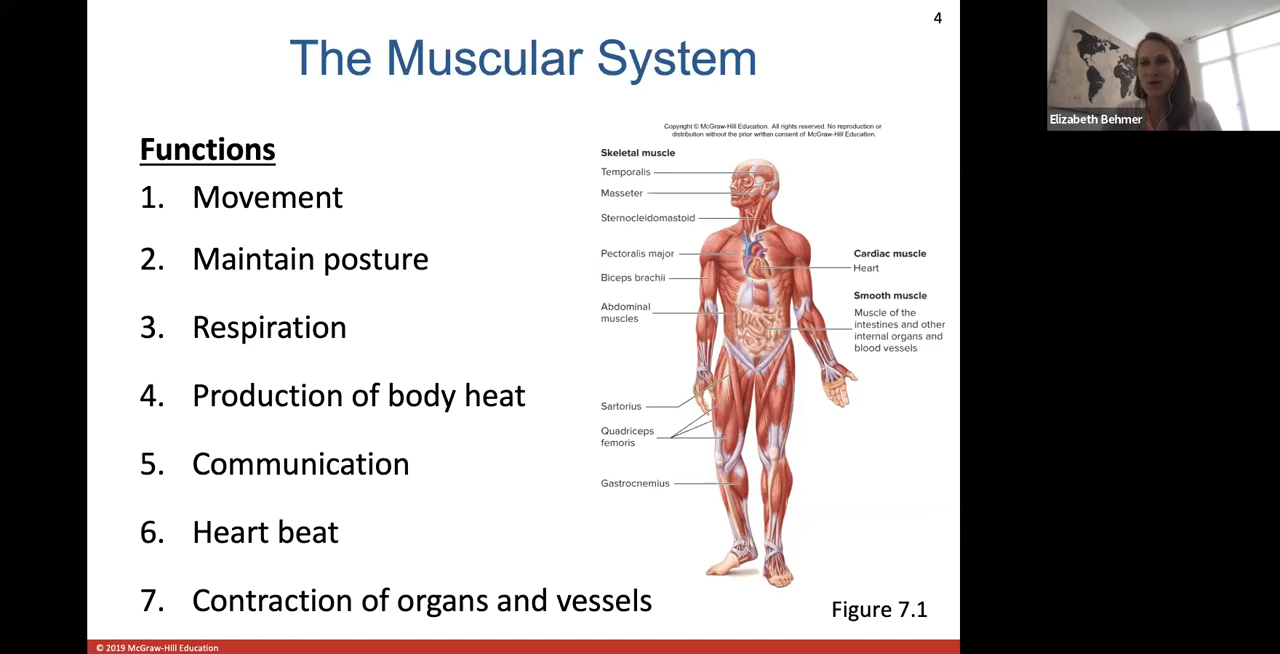 4
The Muscular System
Functions
1. Movement
2. Maintain posture
3. Respiration
4. Production of body heat
5. Communication
6. Heart beat
7. Contraction of organs and vessels
Copyright © McGraw-Hill Education. All rights reserved. No reproduction or
distribution without the prior written consent of McGraw-Hill Education.
Skeletal muscle
Temporalis
Masseter
Sternocleidomastoid
Pectoralis major
Biceps brachii
Abdominal
muscles
Sartorius
Quadriceps
femoris
Gastrocnemius
Cardiac muscle
Heart
Smooth muscle
Muscle of the
intestines and other
internal organs and
blood vessels
Figure 7.1
© 2019 McGraw-Hill Education
Elizabeth Behmer